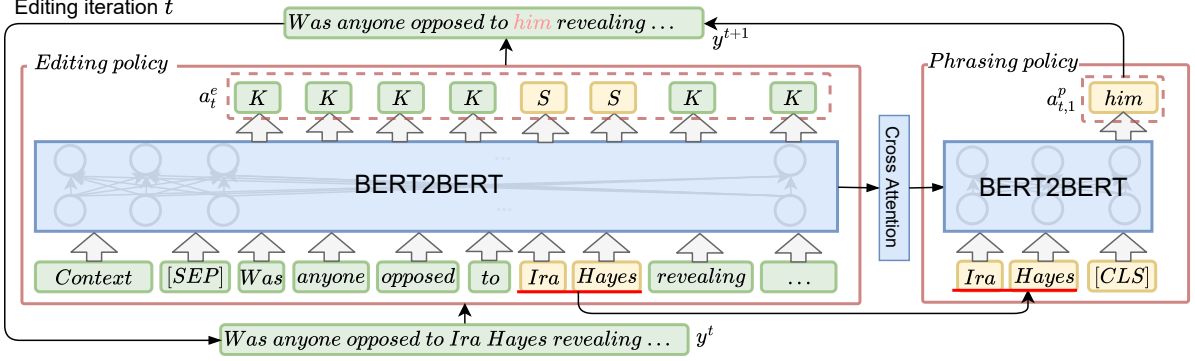 Editing iteration t
Was anyone opposed to him revealing ...
y^{t+1}
Editing policy
Phrasing policy
a_t^e
K K K K S S K K
a_{t,1}^p
him
...
BERT2BERT
...
Cross Attention
BERT2BERT
Context [SEP] Was anyone opposed to Ira Hayes revealing ...
Ira Hayes [CLS]
Was anyone opposed to Ira Hayes revealing ...
y^t